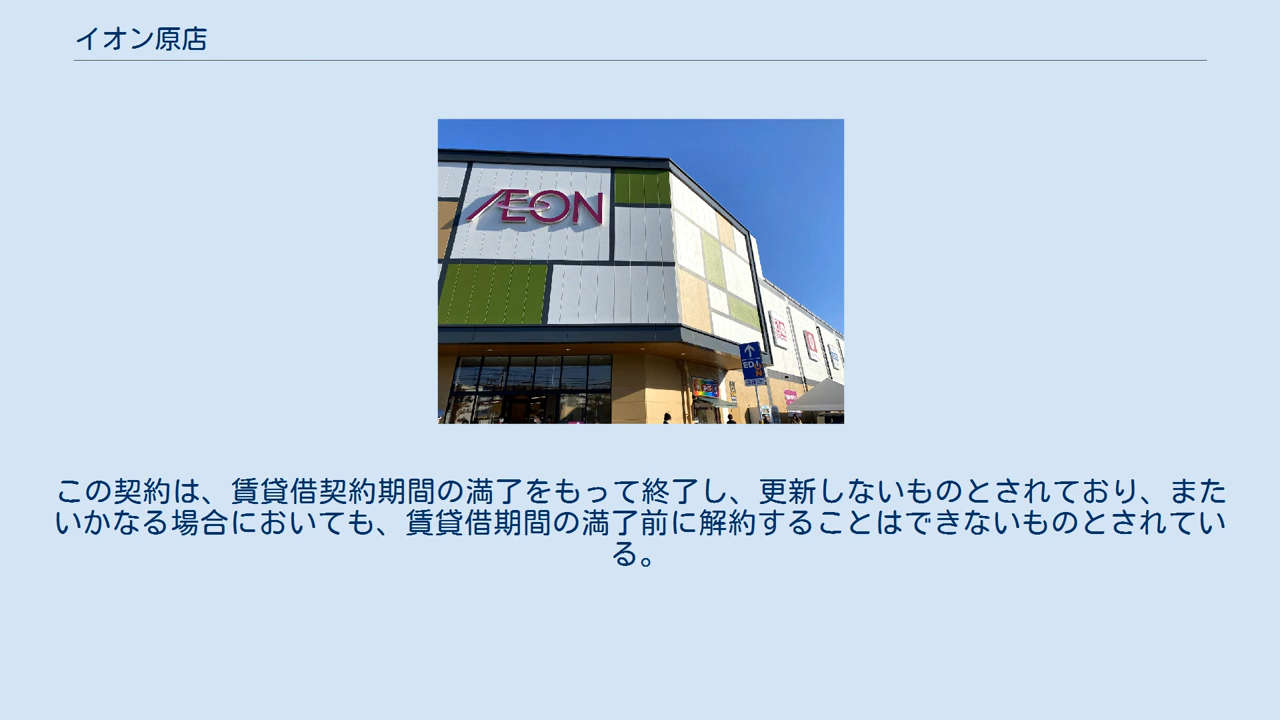 イオン原店
ÆON
この契約は、賃貸借契約期間の満了をもって終了し、更新しないものとされており、また
いかなる場合においても、賃貸借期間の満了前に解約することはできないものとされてい
る。